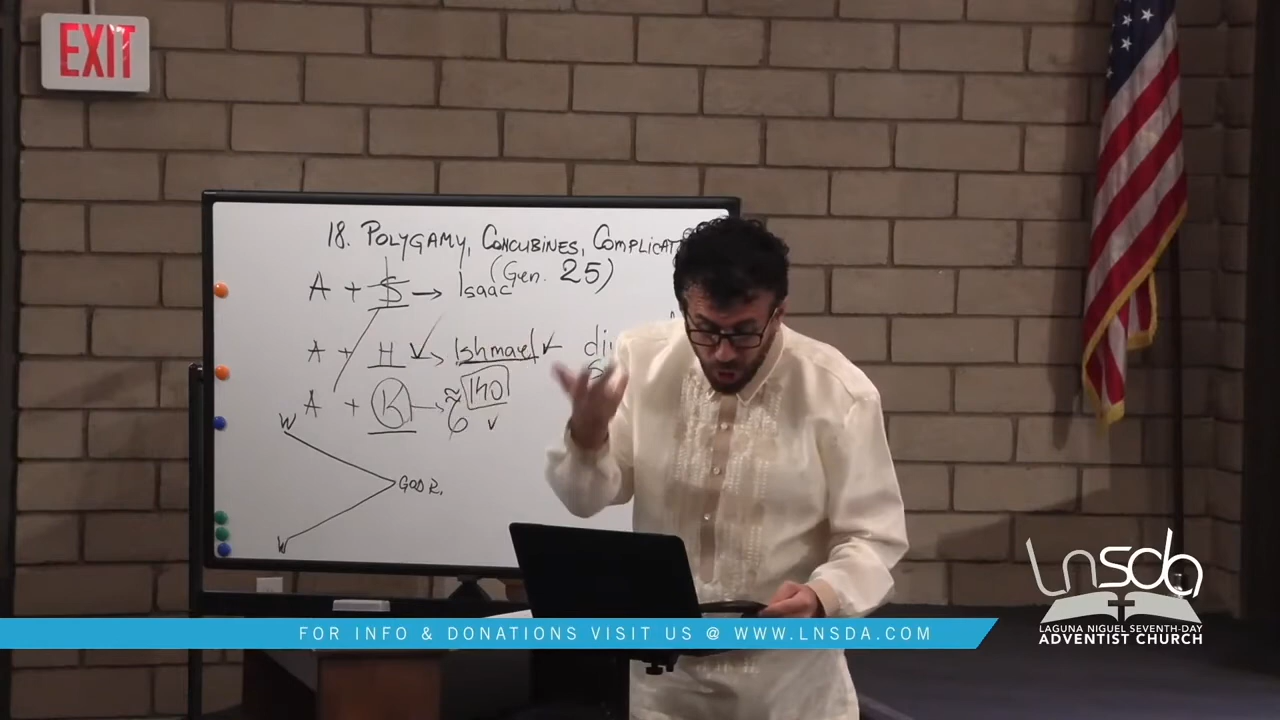 EXIT
18. POLYGAMY, CONCUBINES, COMPLICAT
(Gen. 25)
A + S → Isaac
A + H ✓ → Ishmael ✓ di
A + K → ≈ 6 140 ✓
W
GOD R.
W
LNSDA
LAGUNA NIGUEL SEVENTH-DAY
ADVENTIST CHURCH
FOR INFO & DONATIONS VISIT US @ WWW.LNSDA.COM